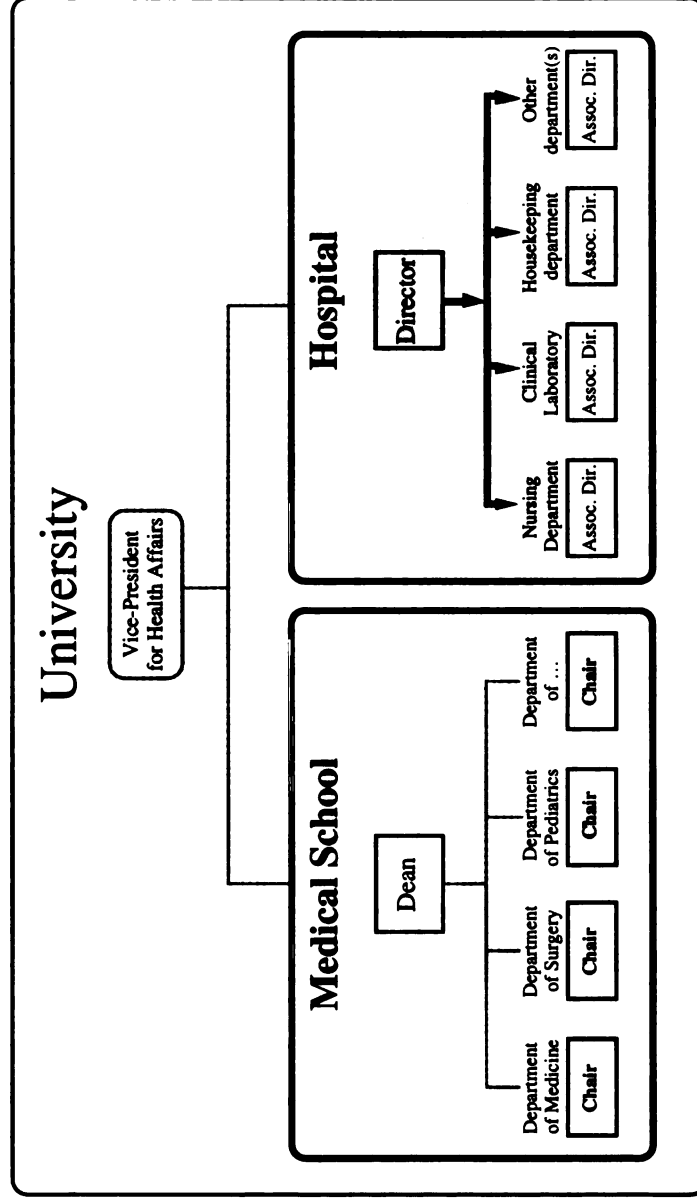 University
Vice-President
for Health Affairs
Medical School
Dean
Department
of Medicine
Chair
Department
of Surgery
Chair
Department
of Pediatrics
Chair
Department
of ...
Chair
Hospital
Director
Nursing
Department
Assoc. Dir.
Clinical
Laboratory
Assoc. Dir.
Housekeeping
department
Assoc. Dir.
Other
department(s)
Assoc. Dir.